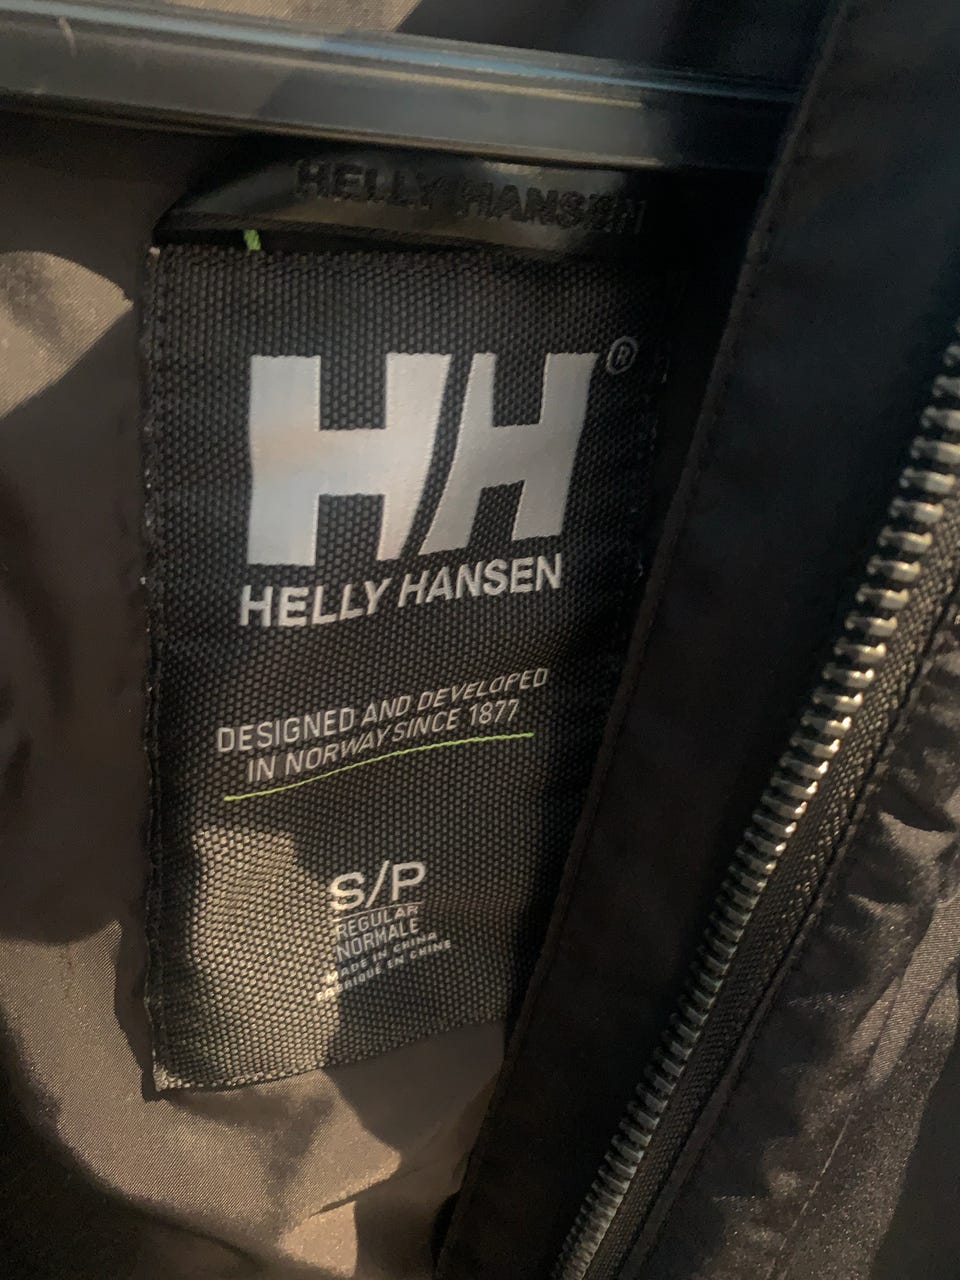 HELLY HANSEN
HH®
HELLY HANSEN
DESIGNED AND DEVELOPED
IN NORWAY SINCE 1877
S/P
REGULAR
NORMALE
MADE IN CHINA
FABRIQUÉ EN CHINE